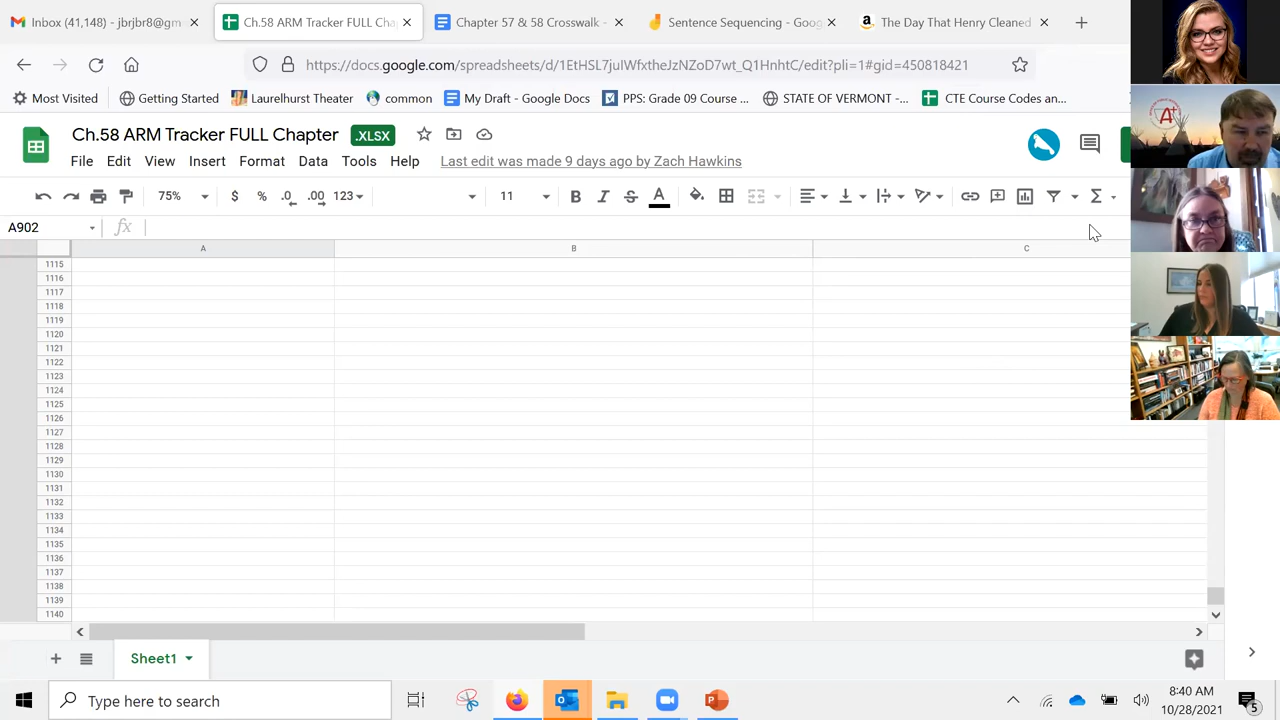 Inbox (41,148) - jbrjbr8@gm
Ch.58 ARM Tracker FULL Cha
Chapter 57 & 58 Crosswalk -
Sentence Sequencing - Goog
The Day That Henry Cleaned
https://docs.google.com/spreadsheets/d/1EtHSL7juIWfxtheJzNZoD7wt_Q1HnhtC/edit?pli=1#gid=450818421
Most Visited
Getting Started
Laurelhurst Theater
common
My Draft - Google Docs
PPS: Grade 09 Course ...
STATE OF VERMONT -...
CTE Course Codes an...
Ch.58 ARM Tracker FULL Chapter .XLSX
File Edit View Insert Format Data Tools Help Last edit was made 9 days ago by Zach Hawkins
75% $ % .0 .00 123 11 B I S A
A902 fx
A B C
1115
1116
1117
1118
1119
1120
1121
1122
1123
1124
1125
1126
1127
1128
1129
1130
1131
1132
1133
1134
1135
1136
1137
1138
1139
1140
Sheet1
Type here to search
8:40 AM
10/28/2021
5